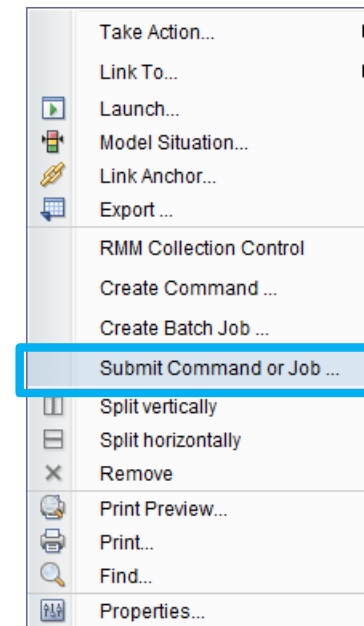 Take Action...
Link To...
Launch...
Model Situation...
Link Anchor...
Export ...
RMM Collection Control
Create Command ...
Create Batch Job ...
Submit Command or Job ...
Split vertically
Split horizontally
Remove
Print Preview...
Print...
Find...
Properties...